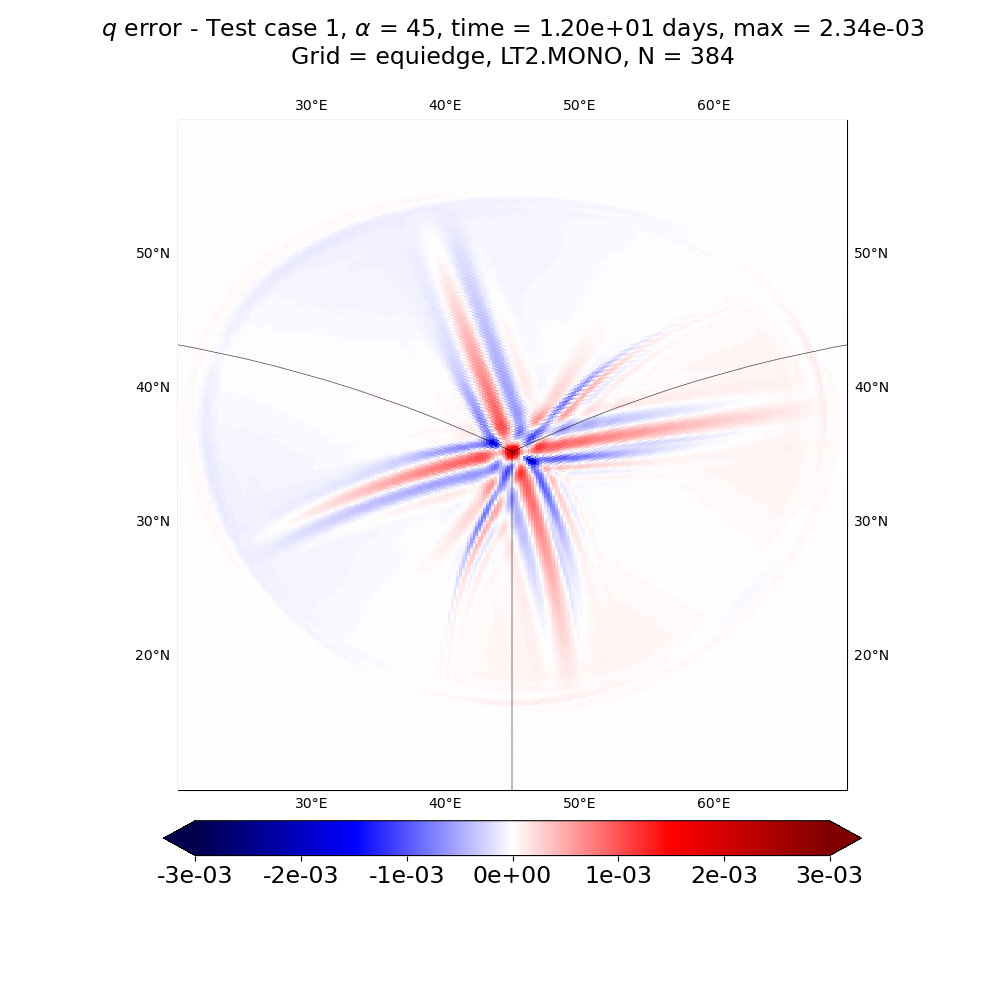 q error - Test case 1, α = 45, time = 1.20e+01 days, max = 2.34e-03
Grid = equiedge, LT2.MONO, N = 384
30°E 40°E 50°E 60°E
50°N 50°N
40°N 40°N
30°N 30°N
20°N 20°N
30°E 40°E 50°E 60°E
-3e-03 -2e-03 -1e-03 0e+00 1e-03 2e-03 3e-03